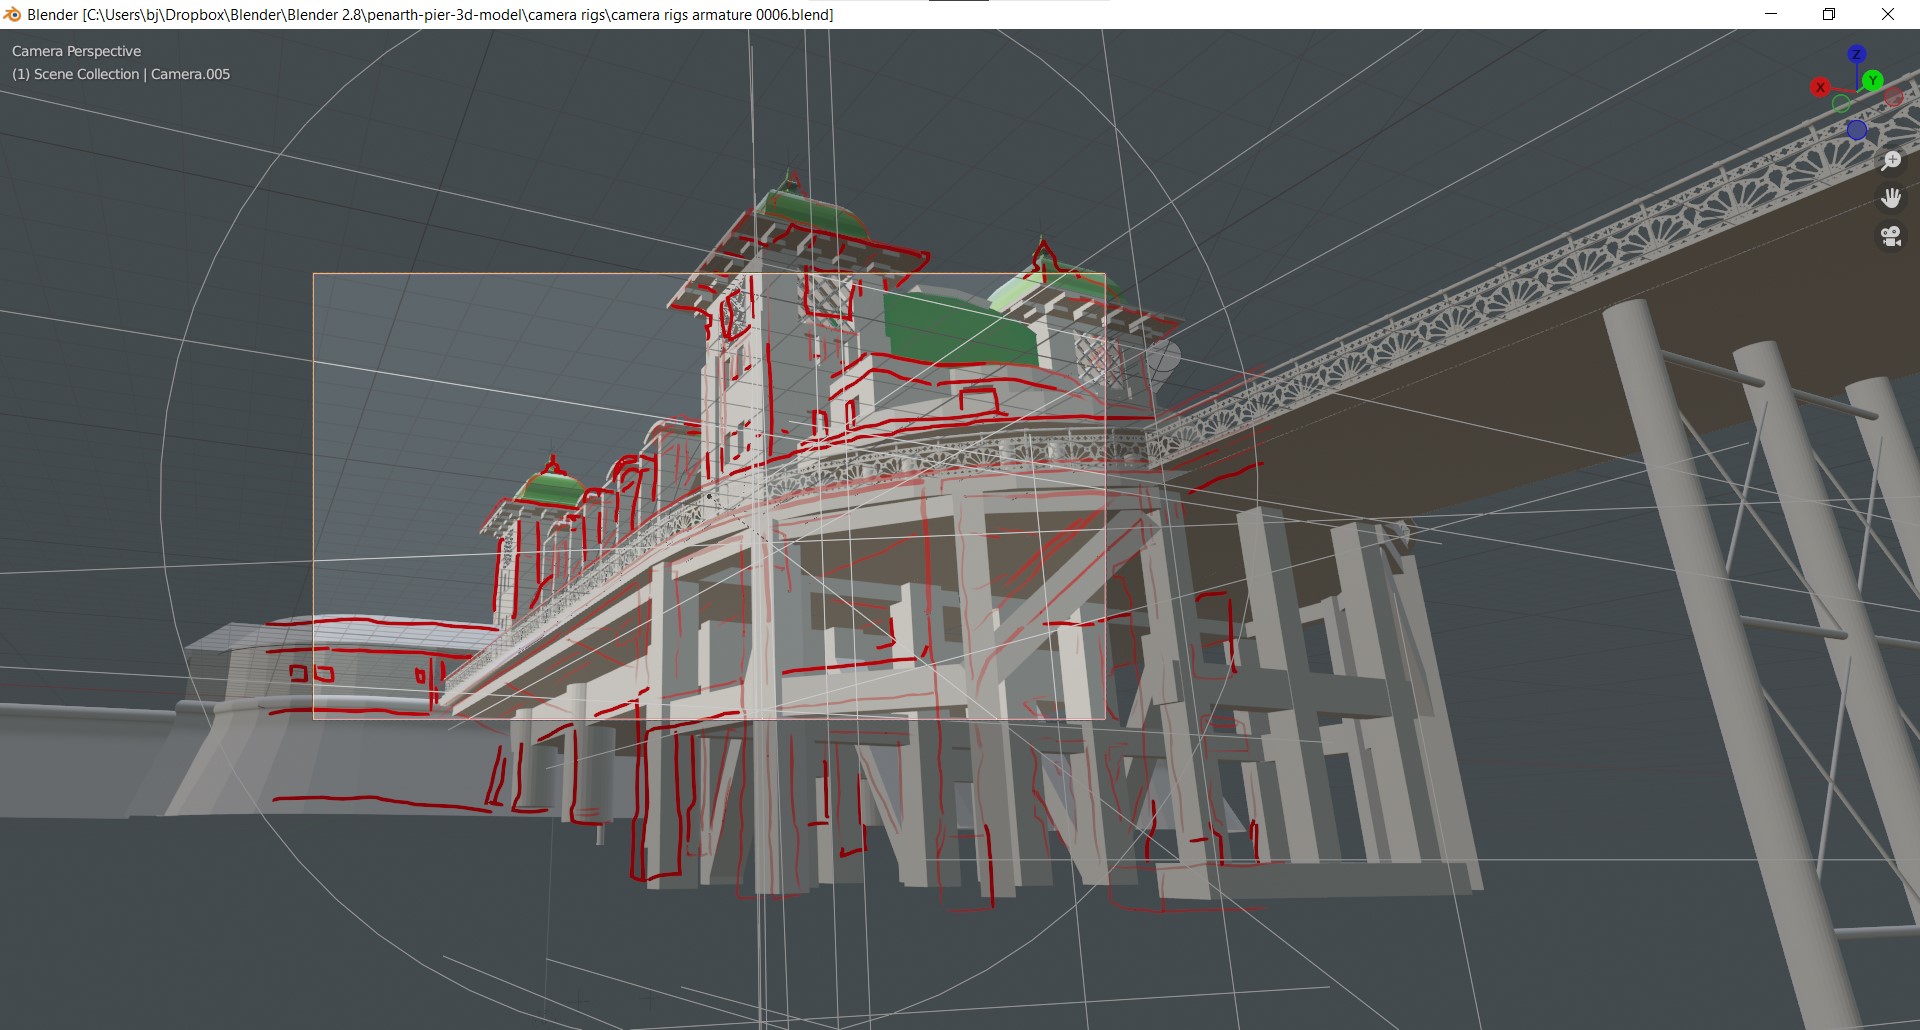 Blender [C:\Users\bj\Dropbox\Blender\Blender 2.8\penarth-pier-3d-model\camera rigs\camera rigs armature 0006.blend]
Camera Perspective
(1) Scene Collection | Camera.005
Z
Y
X